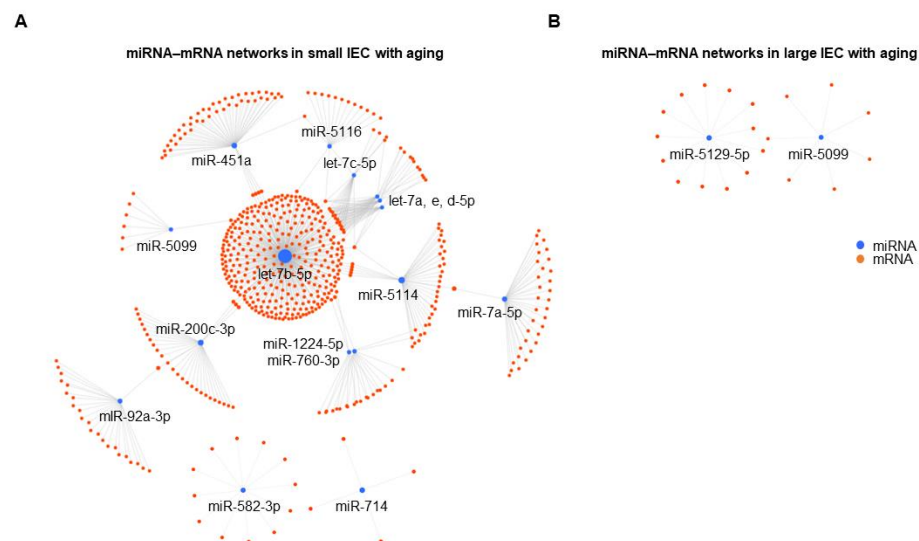 A
B
miRNA–mRNA networks in small IEC with aging
miRNA–mRNA networks in large IEC with aging
miR-5116
miR-451a
let-7c-5p
miR-5129-5p
miR-5099
let-7a, e, d-5p
miR-5099
miRNA
mRNA
let-7b-5p
miR-5114
miR-7a-5p
miR-200c-3p
miR-1224-5p
miR-760-3p
mIR-92a-3p
miR-582-3p
miR-714